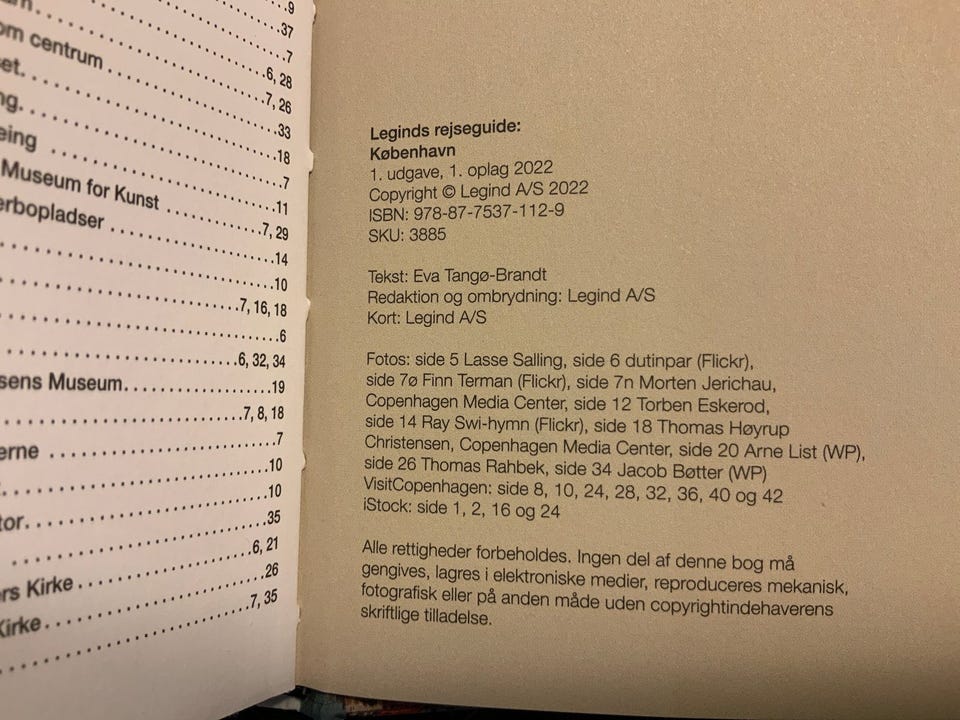 .9
37
.7
.6, 28
om centrum .7, 26
et. .33
ng. .18
eing .7
.11
Museum for Kunst .7, 29
erbopladser .14
.10
.7, 16, 18
.6
.6, 32, 34
sens Museum. .19
.7, 8, 18
erne .7
.10
tor. .10
.35
.6, 21
rs Kirke .26
Kirke .7, 35
Leginds rejseguide:
København
1. udgave, 1. oplag 2022
Copyright © Legind A/S 2022
ISBN: 978-87-7537-112-9
SKU: 3885
Tekst: Eva Tangø-Brandt
Redaktion og ombrydning: Legind A/S
Kort: Legind A/S
Fotos: side 5 Lasse Salling, side 6 dutinpar (Flickr),
side 7ø Finn Terman (Flickr), side 7n Morten Jerichau,
Copenhagen Media Center, side 12 Torben Eskerod,
side 14 Ray Swi-hymn (Flickr), side 18 Thomas Høyrup
Christensen, Copenhagen Media Center, side 20 Arne List (WP),
side 26 Thomas Rahbek, side 34 Jacob Bøtter (WP)
VisitCopenhagen: side 8, 10, 24, 28, 32, 36, 40 og 42
iStock: side 1, 2, 16 og 24
Alle rettigheder forbeholdes. Ingen del af denne bog må
gengives, lagres i elektroniske medier, reproduceres mekanisk,
fotografisk eller på anden måde uden copyrightindehaverens
skriftlige tilladelse.